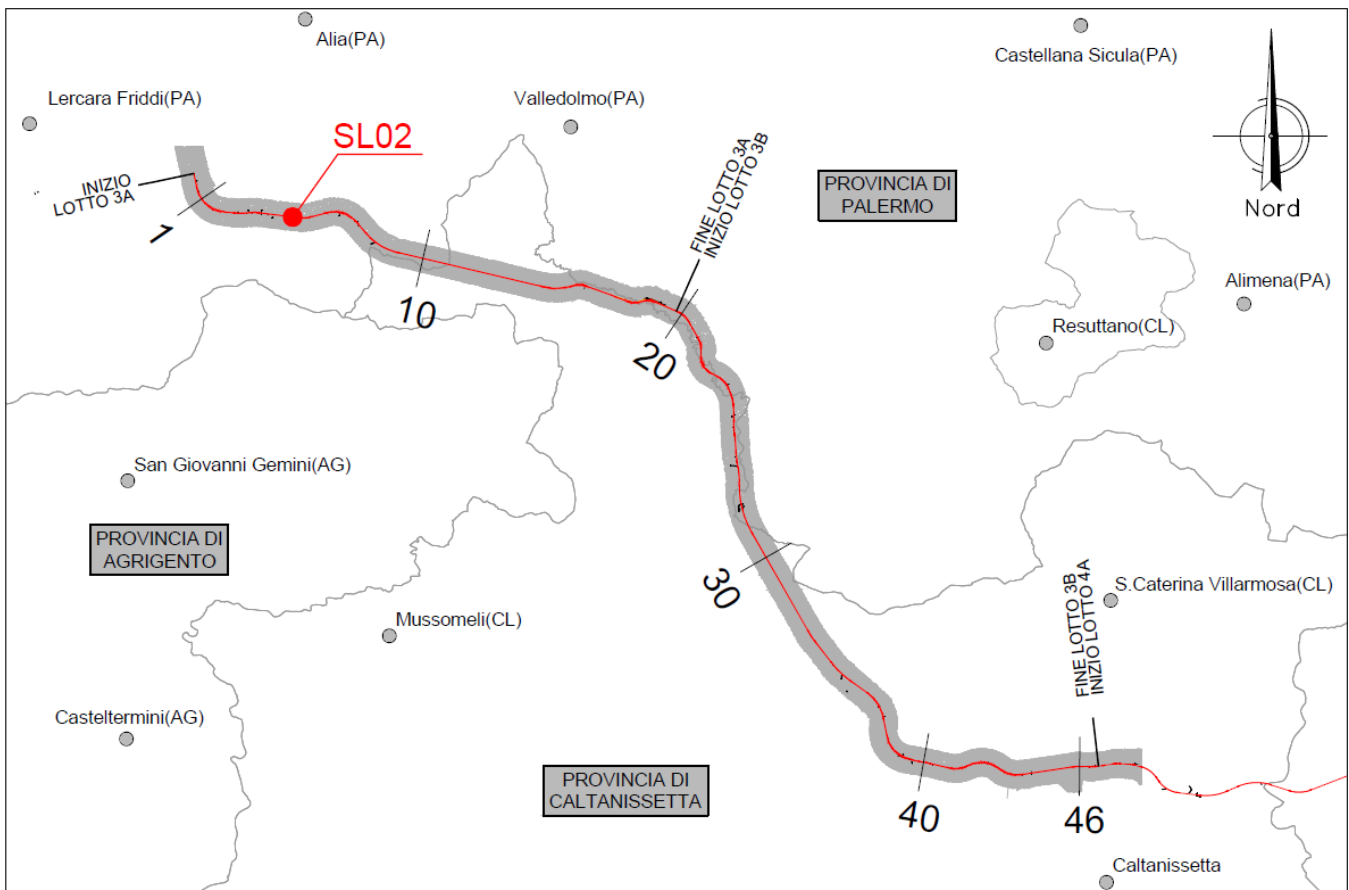 Alia(PA)
Castellana Sicula(PA)
Lercara Friddi(PA)
Valledolmo(PA)
SL02
INIZIO
LOTTO 3A
FINE LOTTO 3A
INIZIO LOTTO 3B
PROVINCIA DI
PALERMO
Nord
1
10
20
Alimena(PA)
Resuttano(CL)
San Giovanni Gemini(AG)
PROVINCIA DI
AGRIGENTO
30
FINE LOTTO 3B
INIZIO LOTTO 4A
S.Caterina Villarmosa(CL)
Mussomeli(CL)
Casteltermini(AG)
PROVINCIA DI
CALTANISSETTA
40
46
Caltanissetta